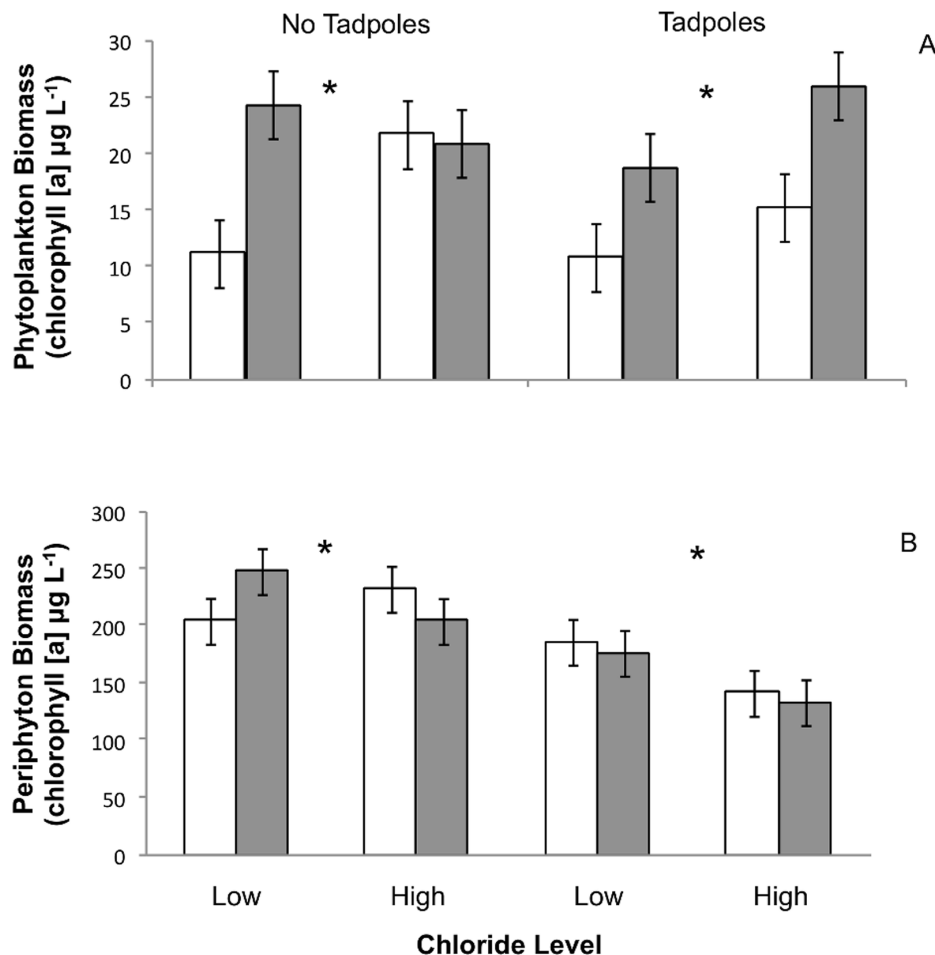 No Tadpoles
Tadpoles
A
Phytoplankton Biomass
(chlorophyll [a] µg L⁻¹)
30
25
20
15
10
5
0
*
*
B
Periphyton Biomass
(chlorophyll [a] µg L⁻¹)
300
250
200
150
100
50
0
*
*
Low
High
Low
High
Chloride Level